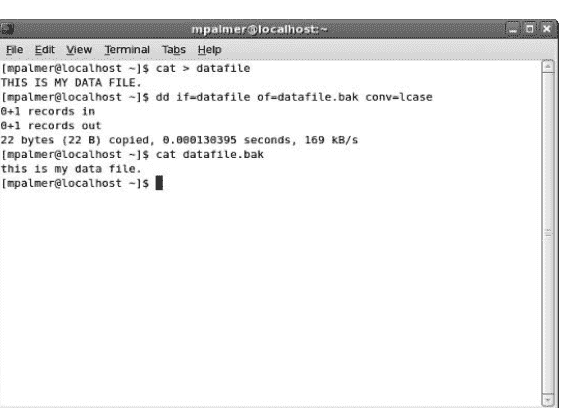 mpalmer@localhost:~
File Edit View Terminal Tabs Help
[mpalmer@localhost ~]$ cat > datafile
THIS IS MY DATA FILE.
[mpalmer@localhost ~]$ dd if=datafile of=datafile.bak conv=lcase
0+1 records in
0+1 records out
22 bytes (22 B) copied, 0.000130395 seconds, 169 kB/s
[mpalmer@localhost ~]$ cat datafile.bak
this is my data file.
[mpalmer@localhost ~]$